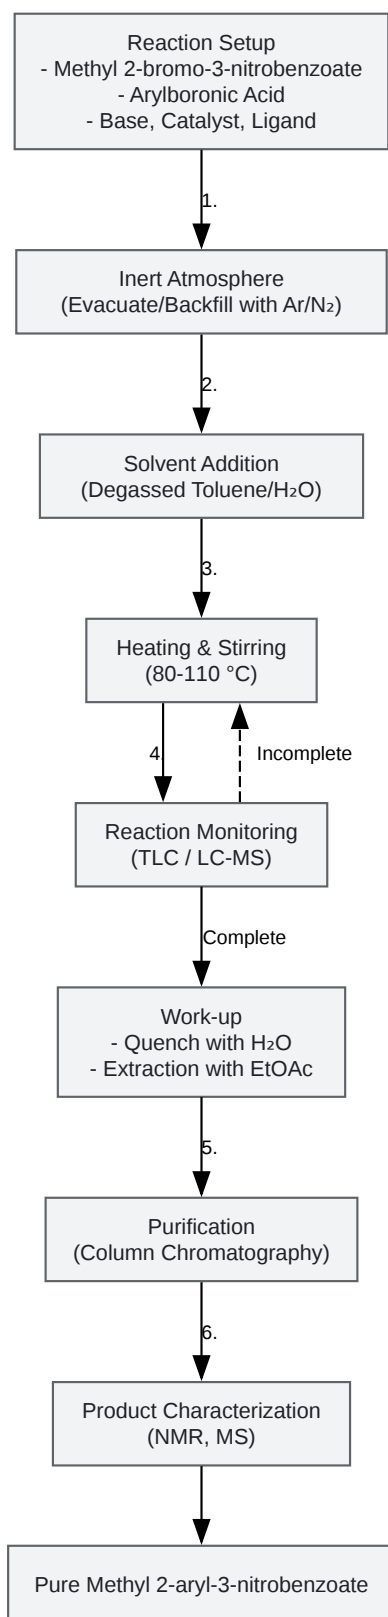 Reaction Setup
- Methyl 2-bromo-3-nitrobenzoate
- Arylboronic Acid
- Base, Catalyst, Ligand
1.
Inert Atmosphere
(Evacuate/Backfill with Ar/N₂)
2.
Solvent Addition
(Degassed Toluene/H₂O)
3.
Heating & Stirring
(80-110 °C)
4.
Incomplete
Reaction Monitoring
(TLC / LC-MS)
Complete
Work-up
- Quench with H₂O
- Extraction with EtOAc
5.
Purification
(Column Chromatography)
6.
Product Characterization
(NMR, MS)
Pure Methyl 2-aryl-3-nitrobenzoate